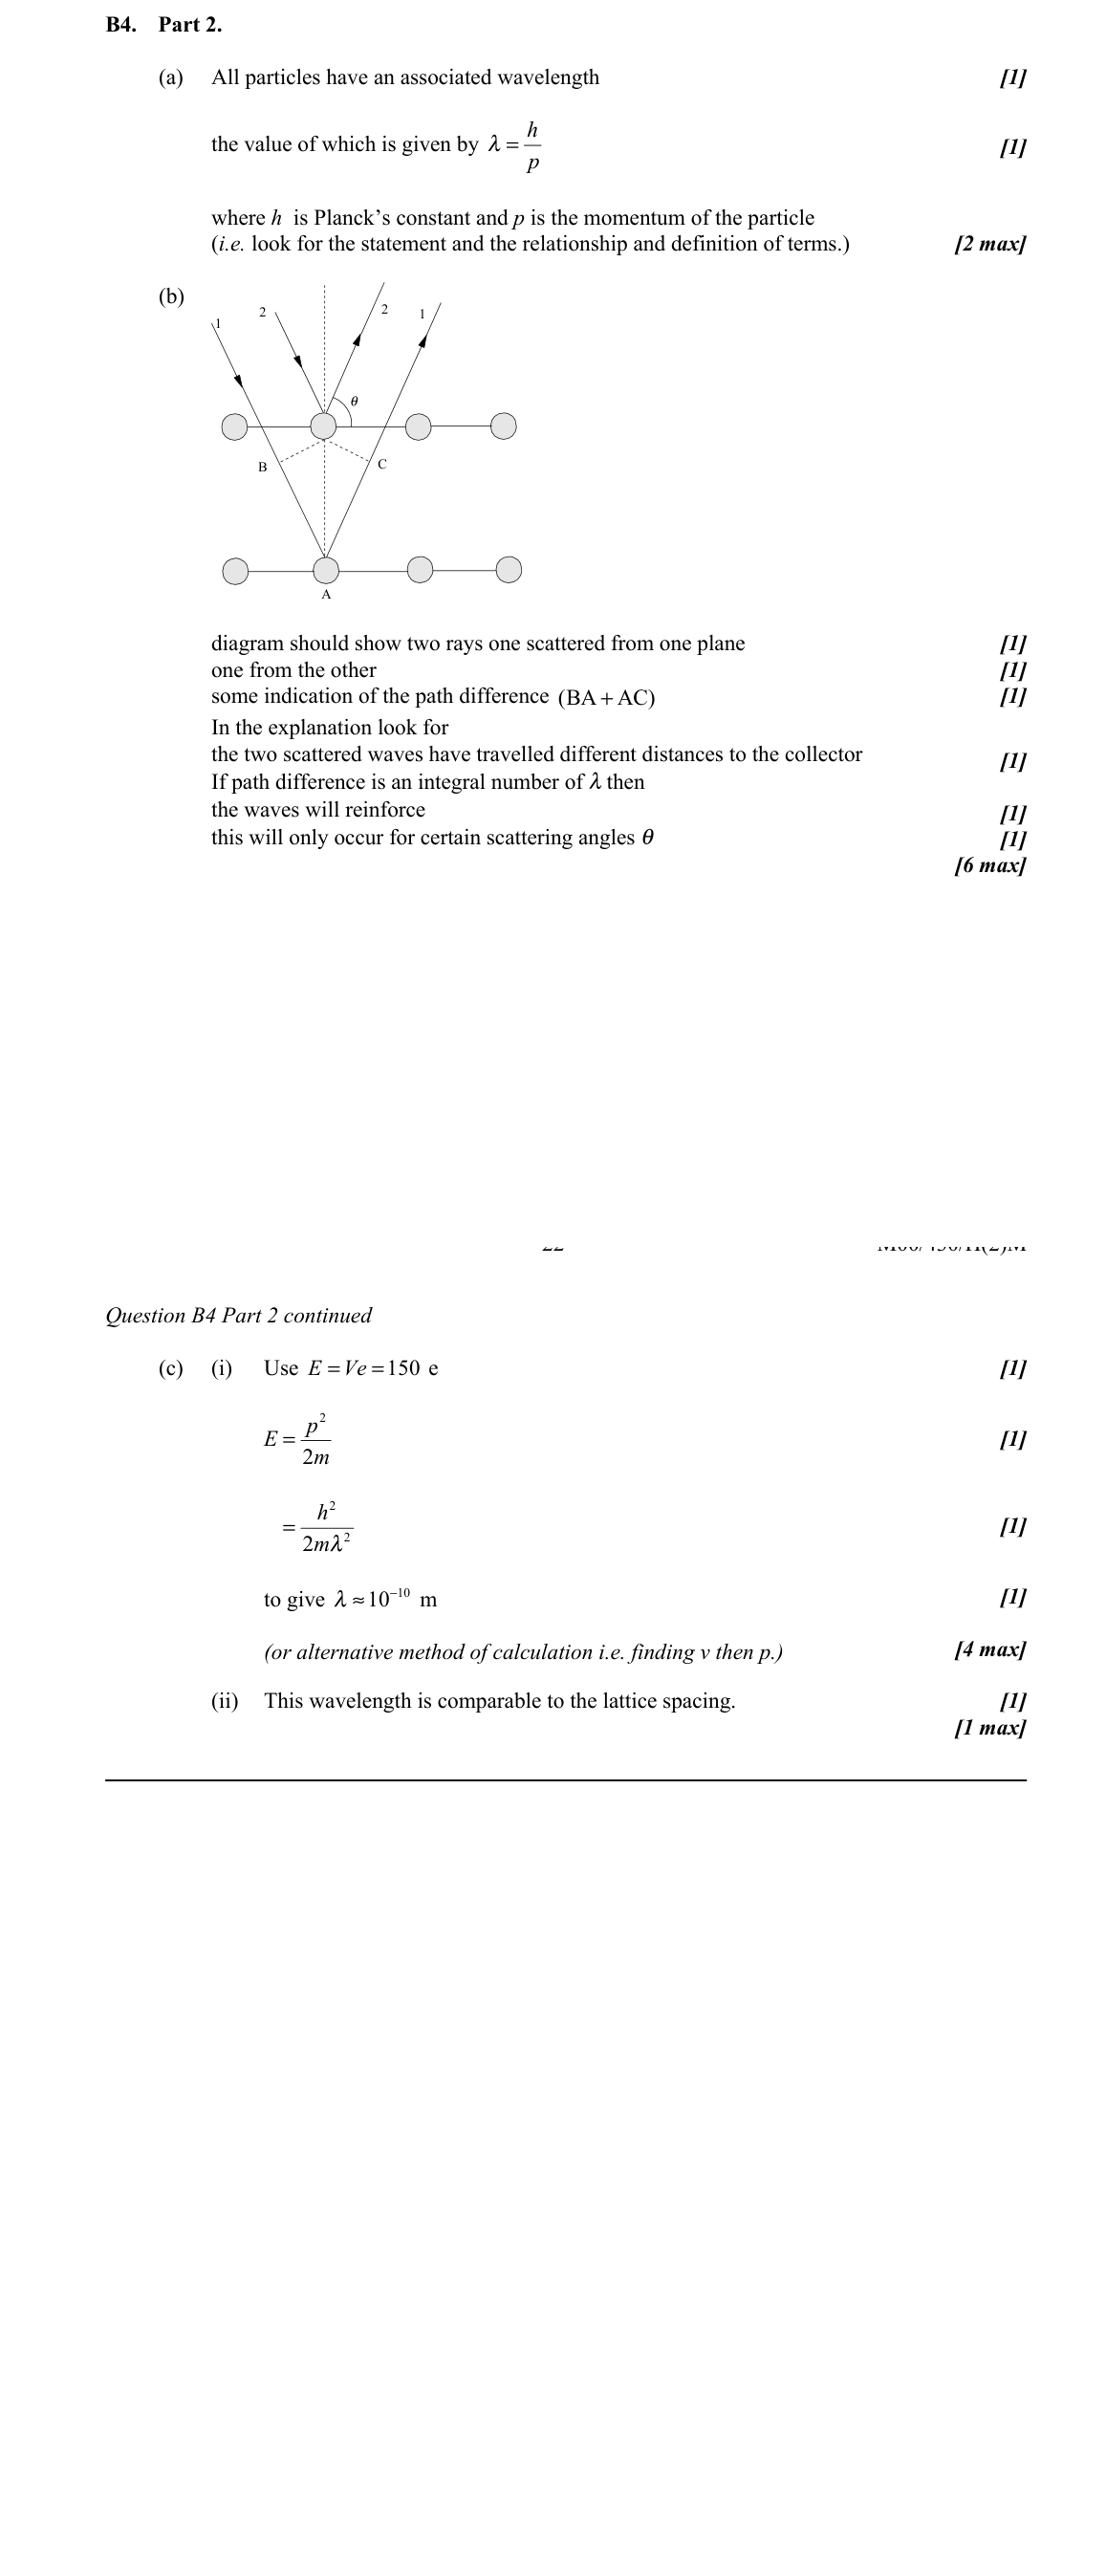 B4. Part 2.
(a) All particles have an associated wavelength [1]
the value of which is given by λ = h/p [1]
where h is Planck's constant and p is the momentum of the particle
(i.e. look for the statement and the relationship and definition of terms.) [2 max]
(b)
1 2 2 1
θ
B C
A
diagram should show two rays one scattered from one plane [1]
one from the other [1]
some indication of the path difference (BA + AC) [1]
In the explanation look for
the two scattered waves have travelled different distances to the collector [1]
If path difference is an integral number of λ then
the waves will reinforce [1]
this will only occur for certain scattering angles θ [1]
[6 max]
Question B4 Part 2 continued
(c) (i) Use E = Ve = 150 e [1]
E = p²/2m [1]
= h²/2mλ² [1]
to give λ ≈ 10⁻¹⁰ m [1]
(or alternative method of calculation i.e. finding v then p.) [4 max]
(ii) This wavelength is comparable to the lattice spacing. [1]
[1 max]